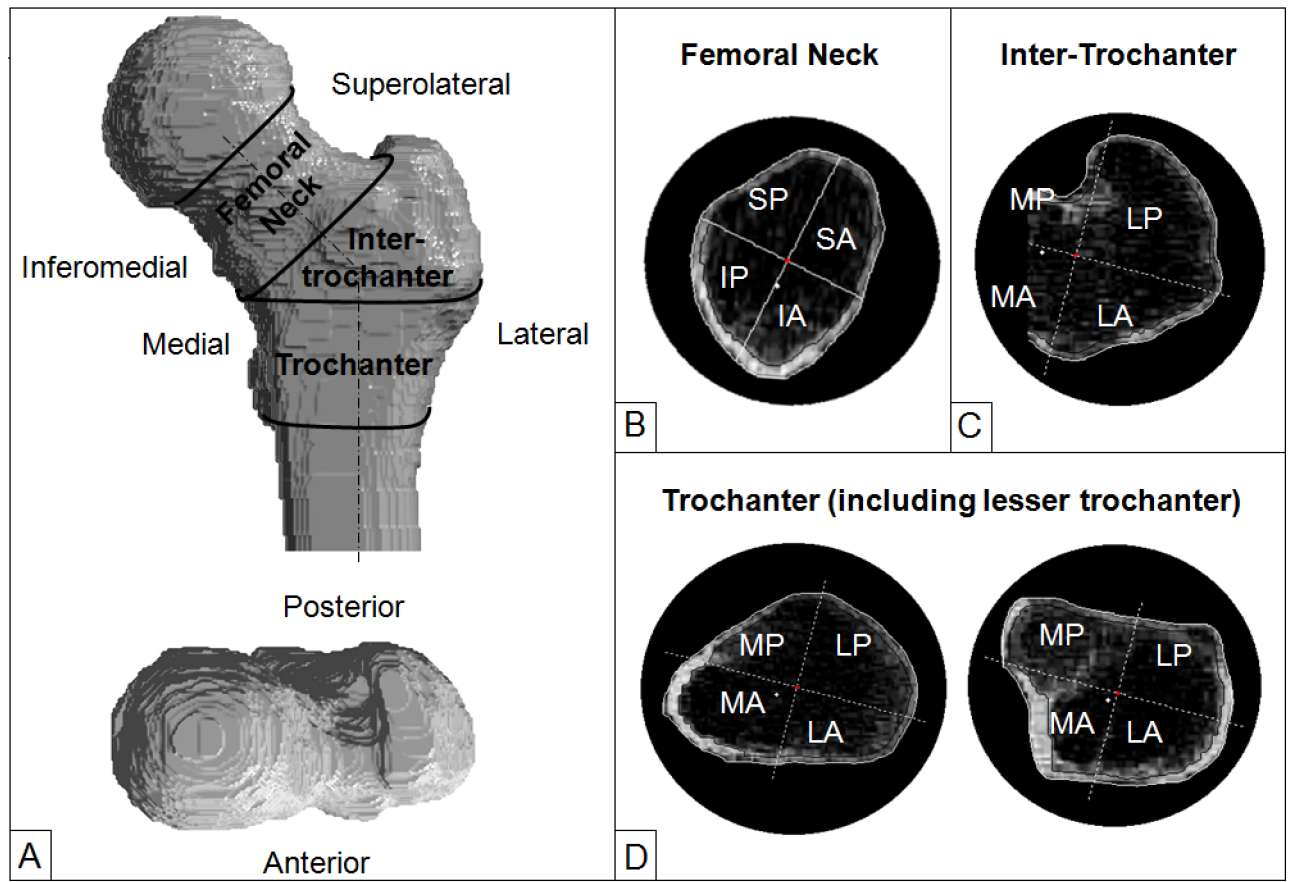 Superolateral
Femoral
Neck
Inter-
trochanter
Inferomedial
Medial
Lateral
Trochanter
Posterior
Anterior
A
Femoral Neck
SP
SA
IP
IA
B
Inter-Trochanter
MP
LP
MA
LA
C
Trochanter (including lesser trochanter)
MP
LP
MA
LA
MP
LP
MA
LA
D